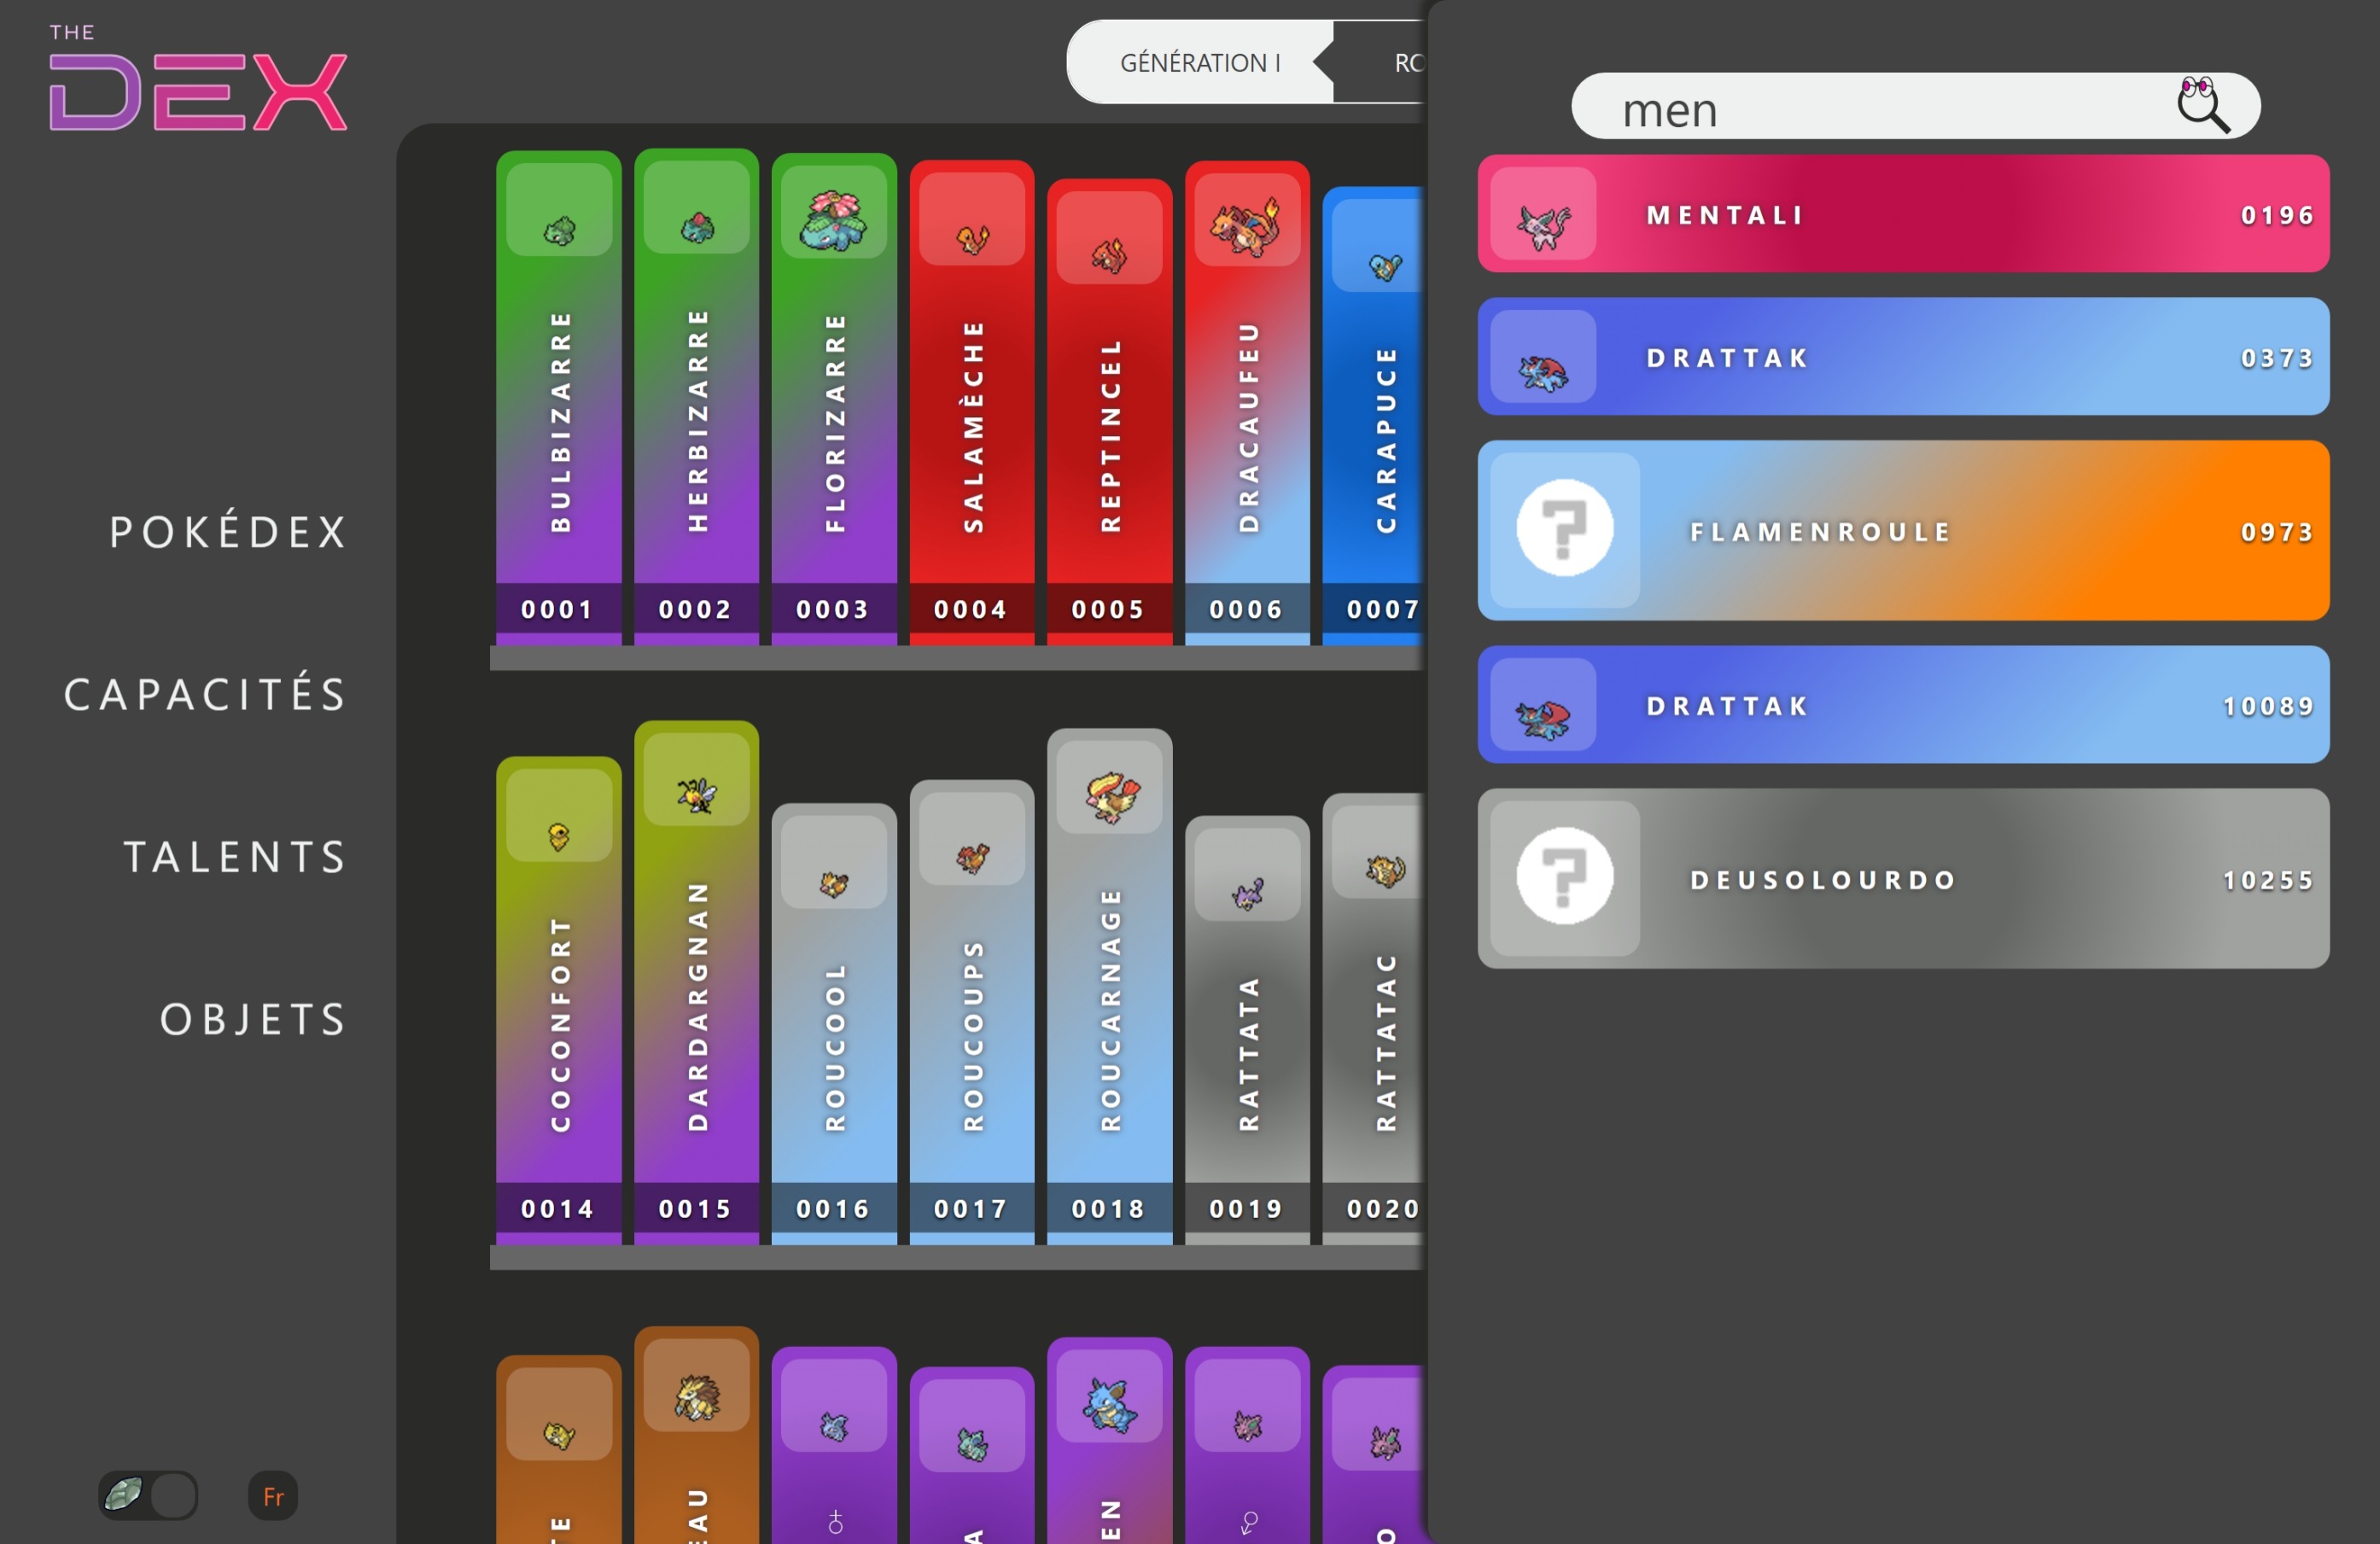 THE
DEX
GÉNÉRATION I
RO
men
POKÉDEX
CAPACITÉS
TALENTS
OBJETS
Fr
BULBIZARRE
0001
HERBIZARRE
0002
FLORIZARRE
0003
SALAMÈCHE
0004
REPTINCEL
0005
DRACAUFEU
0006
CARAPUCE
0007
COCONFORT
0014
DARDARGNAN
0015
ROUCOOL
0016
ROUCOUPS
0017
ROUCARNAGE
0018
RATTATA
0019
RATTATAC
0020
TE
EAU
♀
A
EN
♂
O
MENTALI 0196
DRATTAK 0373
FLAMENROULE 0973
DRATTAK 10089
DEUSOLOURDO 10255